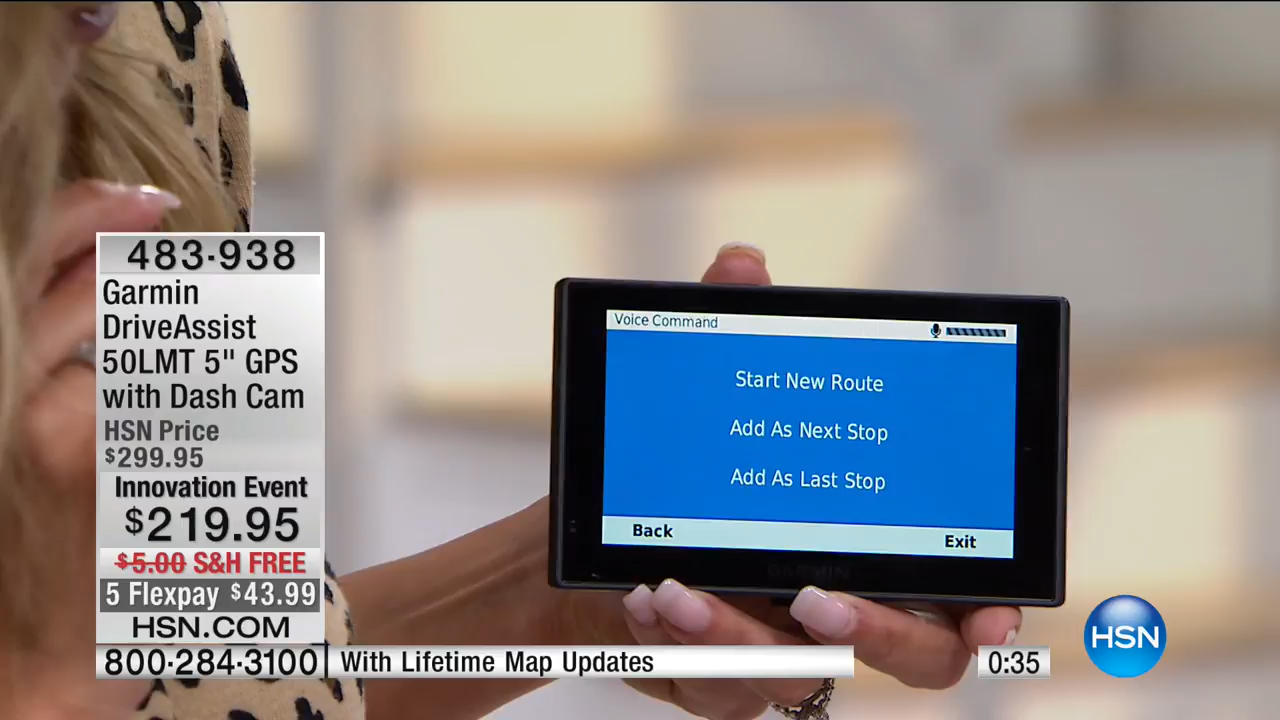 483-938
Garmin
DriveAssist
50LMT 5" GPS
with Dash Cam
HSN Price
$299.95
Innovation Event
$219.95
$5.00 S&H FREE
5 Flexpay $43.99
HSN.COM
800-284-3100
With Lifetime Map Updates
0:35
HSN
Voice Command
Start New Route
Add As Next Stop
Add As Last Stop
Back
Exit
GARMIN